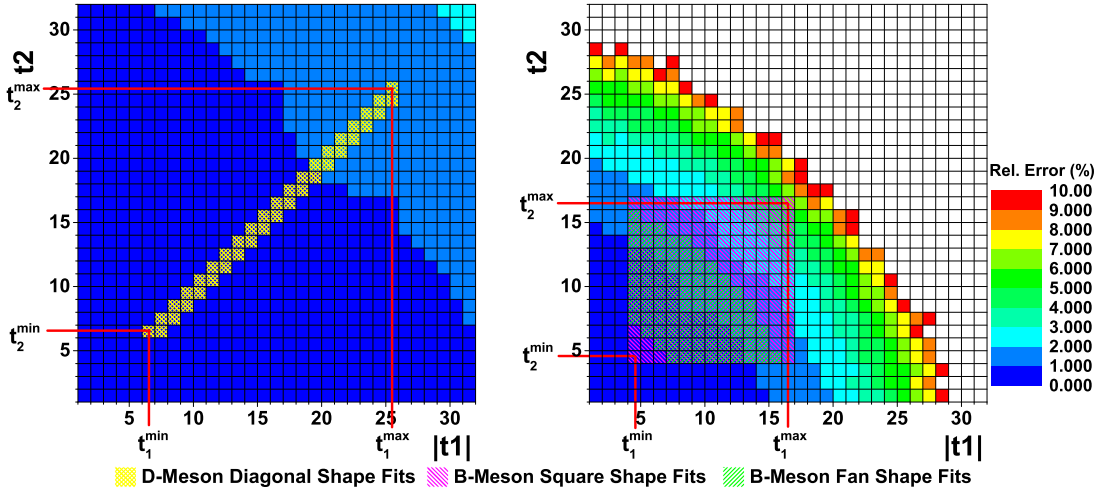 t2
30
25
20
15
10
5
t₂ᵐᵃˣ
t₂ᵐⁱⁿ
5 10 15 20 25 30
t₁ᵐⁱⁿ t₁ᵐᵃˣ |t1|
t2
30
25
20
15
10
5
t₂ᵐᵃˣ
t₂ᵐⁱⁿ
5 10 15 20 25 30
t₁ᵐⁱⁿ t₁ᵐᵃˣ |t1|
Rel. Error (%)
10.00
9.000
8.000
7.000
6.000
5.000
4.000
3.000
2.000
1.000
0.000
D-Meson Diagonal Shape Fits B-Meson Square Shape Fits B-Meson Fan Shape Fits